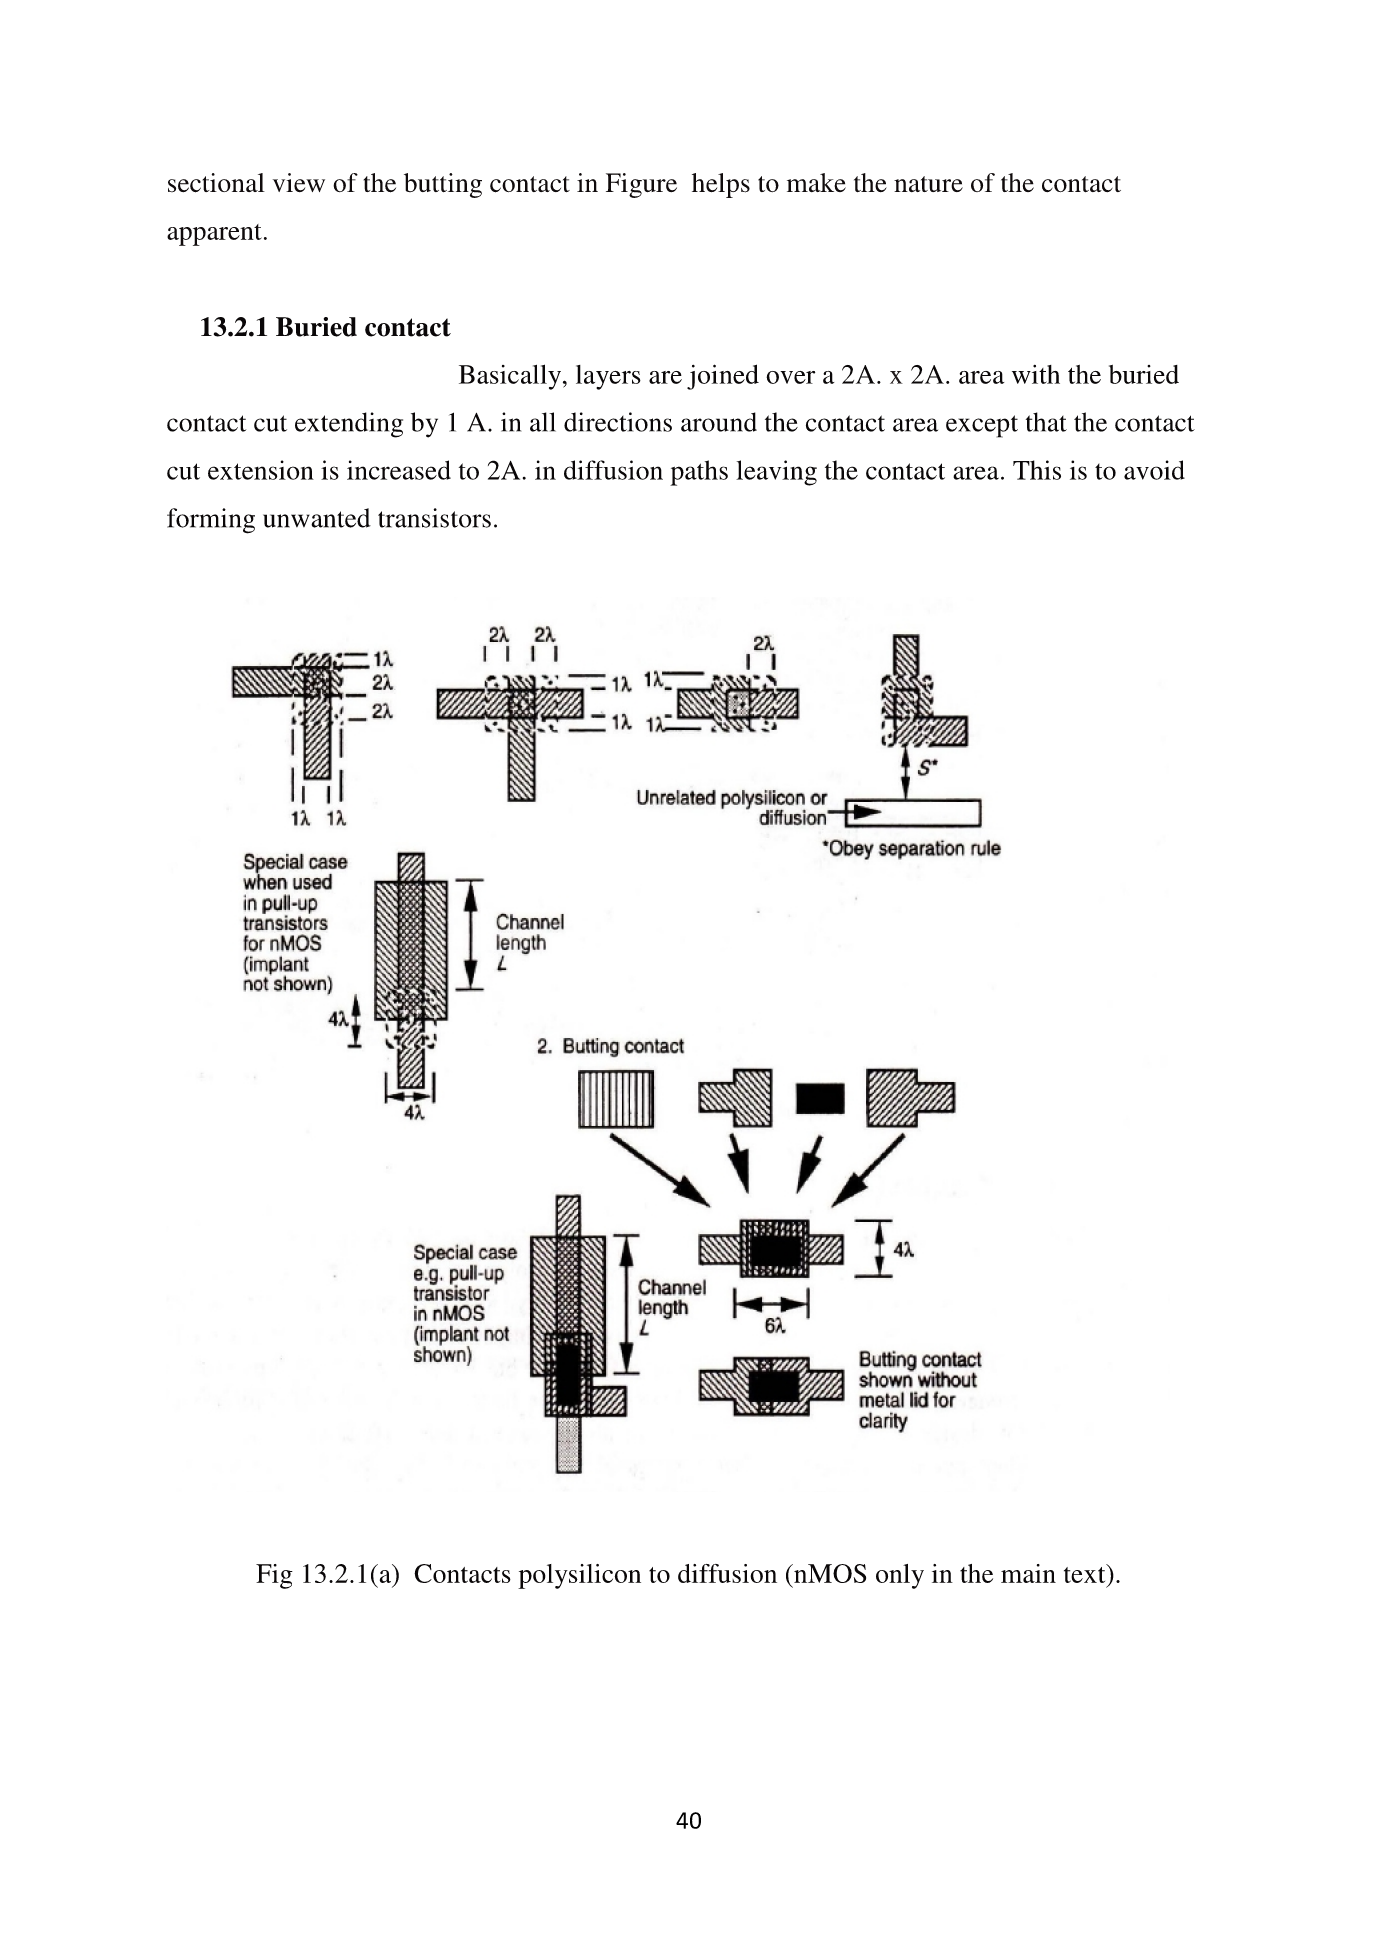 sectional view of the butting contact in Figure  helps to make the nature of the contact
apparent.
13.2.1 Buried contact
Basically, layers are joined over a 2A. x 2A. area with the buried
contact cut extending by 1 A. in all directions around the contact area except that the contact
cut extension is increased to 2A. in diffusion paths leaving the contact area. This is to avoid
forming unwanted transistors.
2λ 2λ
2λ
1λ
2λ
2λ
1λ 1λ
1λ 1λ
S*
1λ 1λ
Unrelated polysilicon or
diffusion
*Obey separation rule
Special case
when used
in pull-up
transistors
for nMOS
(implant
not shown)
Channel
length
L
4λ
4λ
2. Butting contact
4λ
6λ
Special case
e.g. pull-up
transistor
in nMOS
(implant not
shown)
Channel
length
L
Butting contact
shown without
metal lid for
clarity
Fig 13.2.1(a)  Contacts polysilicon to diffusion (nMOS only in the main text).
40